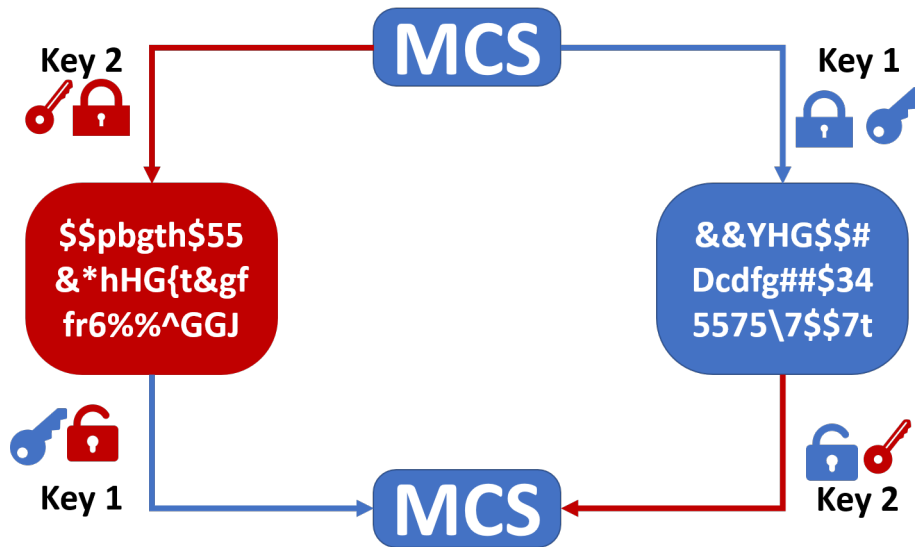 MCS
Key 2
Key 1
$$pbgth$55
&*hHG{t&gf
fr6%%^GGJ
&&YHG$$#
Dcdfg##$34
5575\7$$7t
Key 1
MCS
Key 2